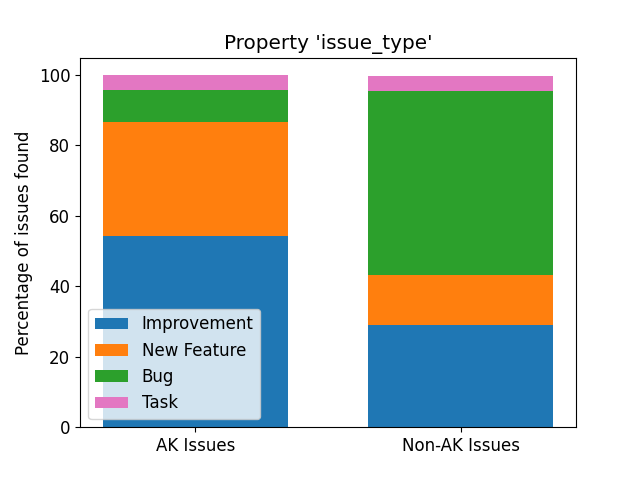 Property 'issue_type'
Percentage of issues found
100
80
60
40
20
0
Improvement
New Feature
Bug
Task
AK Issues
Non-AK Issues